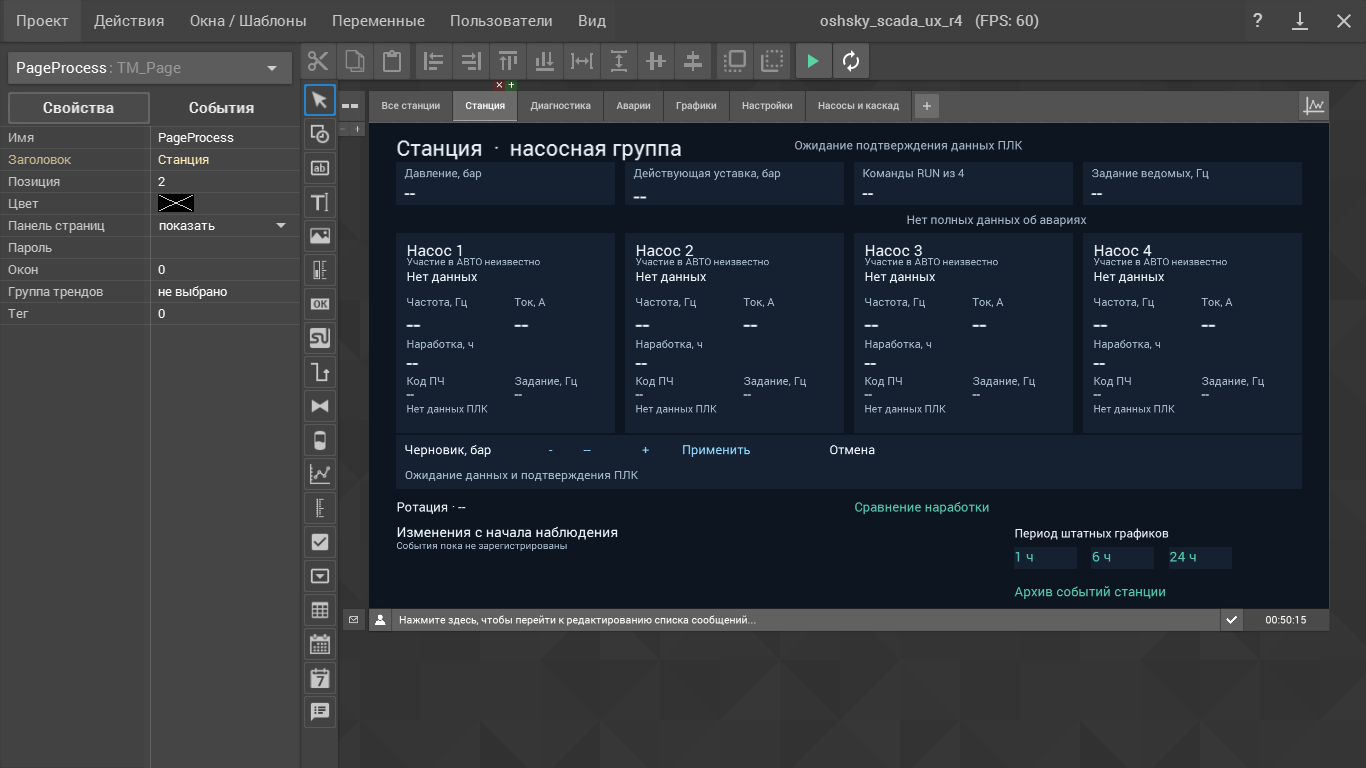 Проект Действия Окна / Шаблоны Переменные Пользователи Вид oshsky_scada_ux_r4 (FPS: 60) ?
PageProcess : TM_Page
Свойства События
Имя PageProcess
Заголовок Станция
Позиция 2
Цвет
Панель страниц показать
Пароль
Окон 0
Группа трендов не выбрано
Тег 0
ab
T
OK
7
Все станции Станция Диагностика Аварии Графики Настройки Насосы и каскад +
Станция · насосная группа Ожидание подтверждения данных ПЛК
Давление, бар Действующая уставка, бар Команды RUN из 4 Задание ведомых, Гц
-- -- -- --
Нет полных данных об авариях
Насос 1 Насос 2 Насос 3 Насос 4
Участие в АВТО неизвестно Участие в АВТО неизвестно Участие в АВТО неизвестно Участие в АВТО неизвестно
Нет данных Нет данных Нет данных Нет данных
Частота, Гц Ток, А Частота, Гц Ток, А Частота, Гц Ток, А Частота, Гц Ток, А
-- -- -- -- -- -- -- --
Наработка, ч Наработка, ч Наработка, ч Наработка, ч
-- -- -- --
Код ПЧ Задание, Гц Код ПЧ Задание, Гц Код ПЧ Задание, Гц Код ПЧ Задание, Гц
-- -- -- -- -- -- -- --
Нет данных ПЛК Нет данных ПЛК Нет данных ПЛК Нет данных ПЛК
Черновик, бар - -- + Применить Отмена
Ожидание данных и подтверждения ПЛК
Ротация · -- Сравнение наработки
Изменения с начала наблюдения Период штатных графиков
События пока не зарегистрированы
1 ч 6 ч 24 ч
Архив событий станции
Нажмите здесь, чтобы перейти к редактированию списка сообщений... 00:50:15